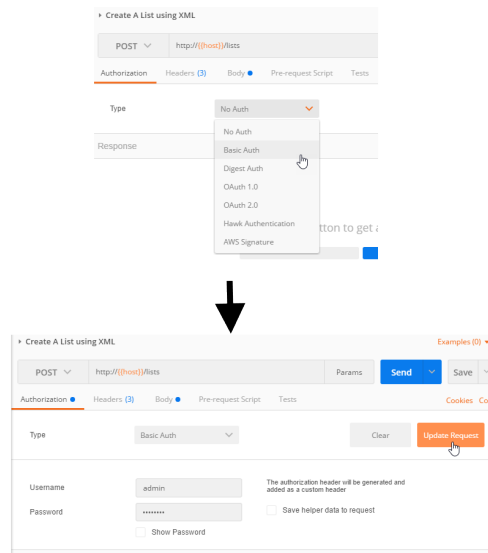 Create A List using XML
POST http://{{host}}/lists
Authorization Headers (3) Body Pre-request Script Tests
Type No Auth
No Auth
Response
Basic Auth
Digest Auth
OAuth 1.0
OAuth 2.0
Hawk Authentication
tton to get a
AWS Signature
Create A List using XML Examples (0)
POST http://{{host}}/lists Params Send Save
Authorization Headers (3) Body Pre-request Script Tests Cookies Co
Type Basic Auth Clear Update Request
Username admin The authorization header will be generated and
added as a custom header
Password •••••••• Save helper data to request
Show Password